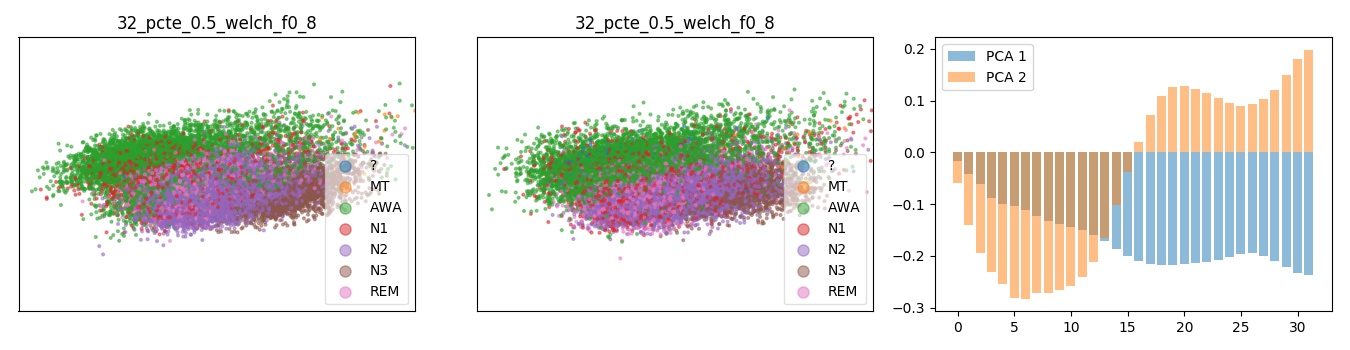 32_pcte_0.5_welch_f0_8
?
MT
AWA
N1
N2
N3
REM
32_pcte_0.5_welch_f0_8
?
MT
AWA
N1
N2
N3
REM
PCA 1
PCA 2
0.2
0.1
0.0
−0.1
−0.2
−0.3
0 5 10 15 20 25 30